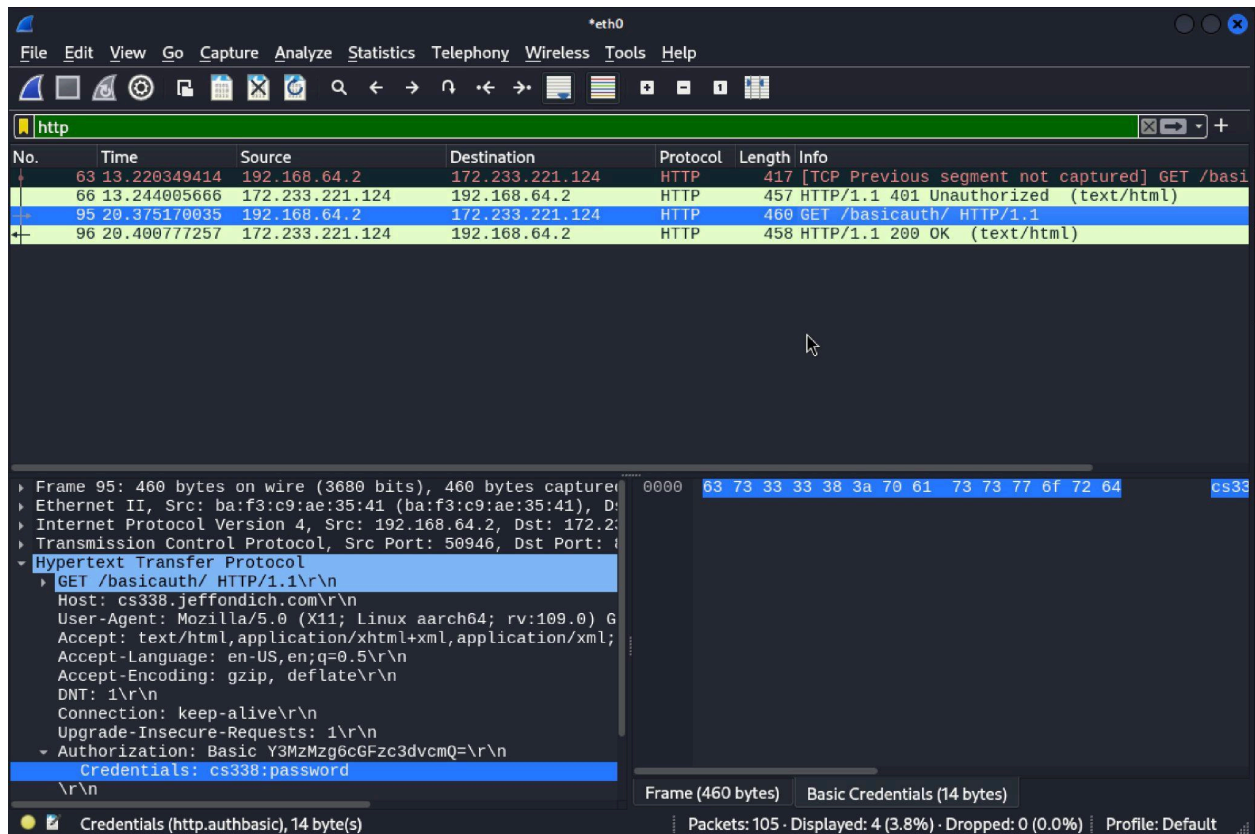 *eth0
File Edit View Go Capture Analyze Statistics Telephony Wireless Tools Help
http
No. Time Source Destination Protocol Length Info
63 13.220349414 192.168.64.2 172.233.221.124 HTTP 417 [TCP Previous segment not captured] GET /basi
66 13.244005666 172.233.221.124 192.168.64.2 HTTP 457 HTTP/1.1 401 Unauthorized (text/html)
95 20.375170035 192.168.64.2 172.233.221.124 HTTP 460 GET /basicauth/ HTTP/1.1
96 20.400777257 172.233.221.124 192.168.64.2 HTTP 458 HTTP/1.1 200 OK (text/html)
Frame 95: 460 bytes on wire (3680 bits), 460 bytes captured
Ethernet II, Src: ba:f3:c9:ae:35:41 (ba:f3:c9:ae:35:41), D
Internet Protocol Version 4, Src: 192.168.64.2, Dst: 172.2
Transmission Control Protocol, Src Port: 50946, Dst Port:
Hypertext Transfer Protocol
GET /basicauth/ HTTP/1.1\r\n
Host: cs338.jeffondich.com\r\n
User-Agent: Mozilla/5.0 (X11; Linux aarch64; rv:109.0) G
Accept: text/html,application/xhtml+xml,application/xml;
Accept-Language: en-US,en;q=0.5\r\n
Accept-Encoding: gzip, deflate\r\n
DNT: 1\r\n
Connection: keep-alive\r\n
Upgrade-Insecure-Requests: 1\r\n
Authorization: Basic Y3MzMzg6cGFzc3dvcmQ=\r\n
Credentials: cs338:password
\r\n
0000 63 73 33 33 38 3a 70 61 73 73 77 6f 72 64 cs33
Frame (460 bytes) Basic Credentials (14 bytes)
Credentials (http.authbasic), 14 byte(s) Packets: 105 · Displayed: 4 (3.8%) · Dropped: 0 (0.0%) Profile: Default